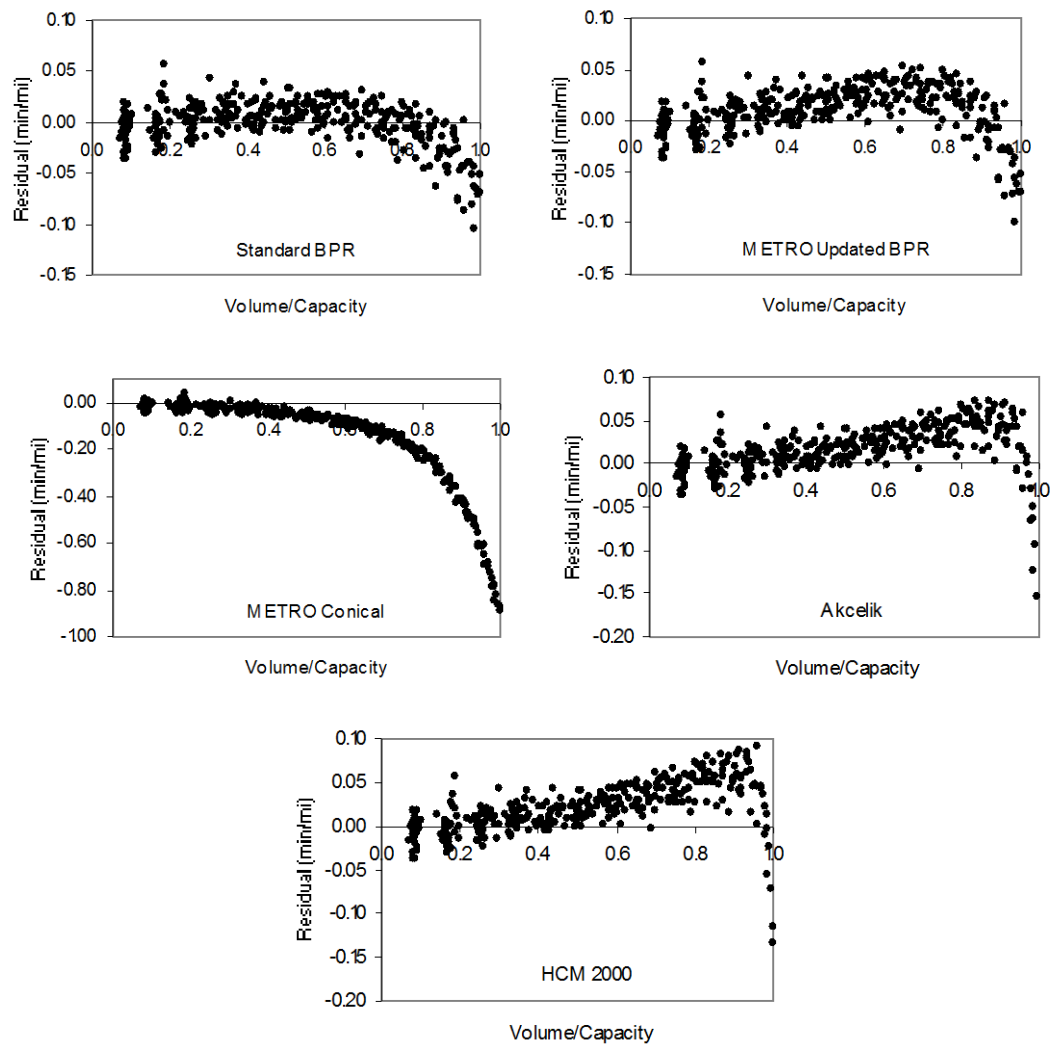 0.10
0.05
0.00
-0.05
-0.10
-0.15
0.0 0.2 0.4 0.6 0.8 1.0
Residual (min/mi)
Standard BPR
Volume/Capacity
0.10
0.05
0.00
-0.05
-0.10
-0.15
0.0 0.2 0.4 0.6 0.8 1.0
Residual (min/mi)
METRO Updated BPR
Volume/Capacity
0.00
-0.20
-0.40
-0.60
-0.80
-100
0.0 0.2 0.4 0.6 0.8 1.0
Residual (min/mi)
METRO Conical
Volume/Capacity
0.10
0.05
0.00
-0.05
-0.10
-0.15
-0.20
0.0 0.2 0.4 0.6 0.8 1.0
Residual (min/mi)
Akcelik
Volume/Capacity
0.10
0.05
0.00
-0.05
-0.10
-0.15
-0.20
0.0 0.2 0.4 0.6 0.8 1.0
Residual (min/mi)
HCM 2000
Volume/Capacity